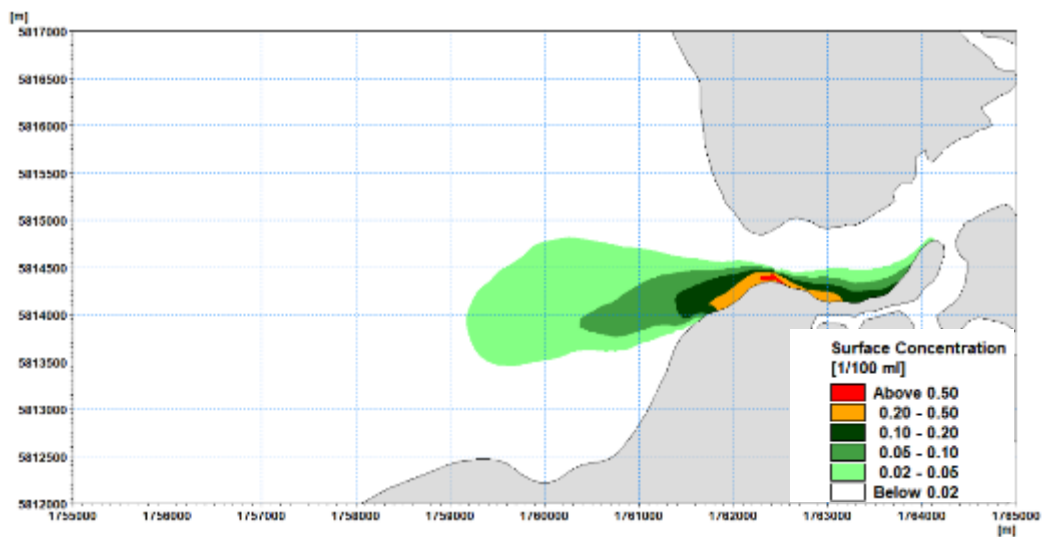 [m]
5817000
5816500
5816000
5815500
5815000
5814500
5814000
5813500
5813000
5812500
5812000
1755000 1756000 1757000 1758000 1759000 1760000 1761000 1762000 1763000 1764000 1765000
[m]
Surface Concentration
[1/100 ml]
Above 0.50
0.20 - 0.50
0.10 - 0.20
0.05 - 0.10
0.02 - 0.05
Below 0.02